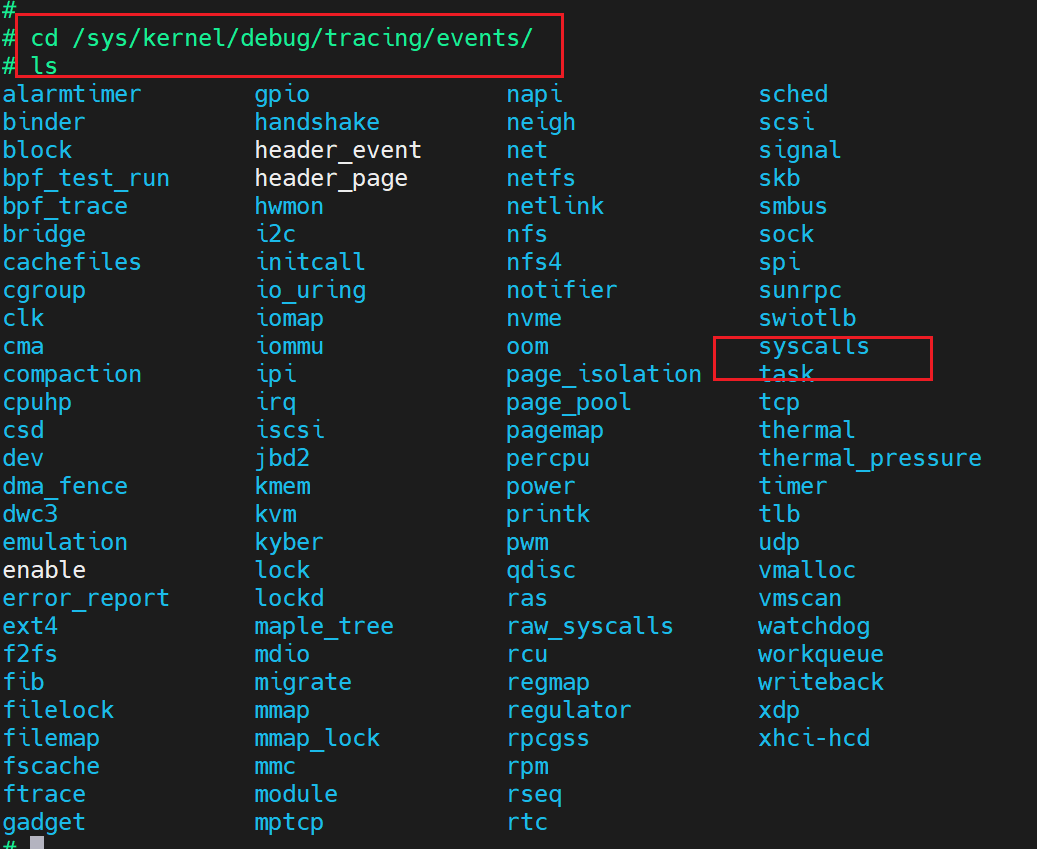 #
# cd /sys/kernel/debug/tracing/events/
# ls
alarmtimer gpio napi sched
binder handshake neigh scsi
block header_event net signal
bpf_test_run header_page netfs skb
bpf_trace hwmon netlink smbus
bridge i2c nfs sock
cachefiles initcall nfs4 spi
cgroup io_uring notifier sunrpc
clk iomap nvme swiotlb
cma iommu oom syscalls
compaction ipi page_isolation task
cpuhp irq page_pool tcp
csd iscsi pagemap thermal
dev jbd2 percpu thermal_pressure
dma_fence kmem power timer
dwc3 kvm printk tlb
emulation kyber pwm udp
enable lock qdisc vmalloc
error_report lockd ras vmscan
ext4 maple_tree raw_syscalls watchdog
f2fs mdio rcu workqueue
fib migrate regmap writeback
filelock mmap regulator xdp
filemap mmap_lock rpcgss xhci-hcd
fscache mmc rpm
ftrace module rseq
gadget mptcp rtc
#